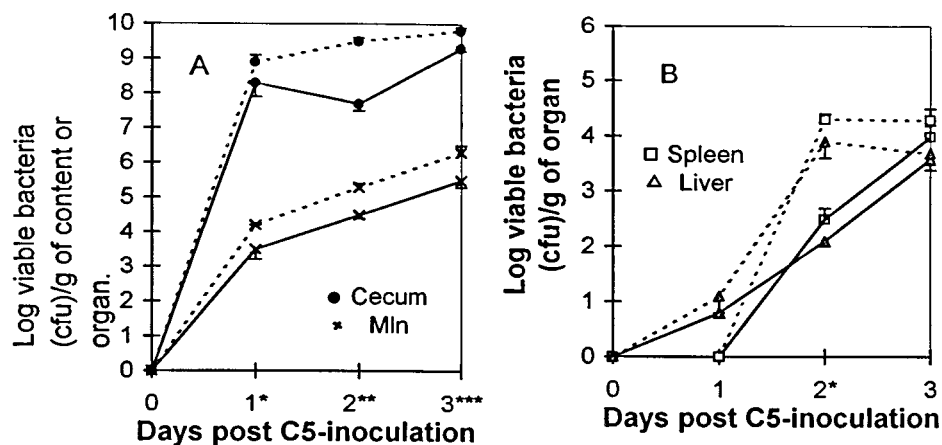 Log viable bacteria
(cfu)/g of content or
organ.
10
9
8
7
6
5
4
3
2
1
0
A
● Cecum
× Mln
0 1* 2** 3***
Days post C5-inoculation
Log viable bacteria
(cfu)/g of organ
6
5
4
3
2
1
0
B
□ Spleen
△ Liver
0 1 2* 3
Days post C5-inoculation